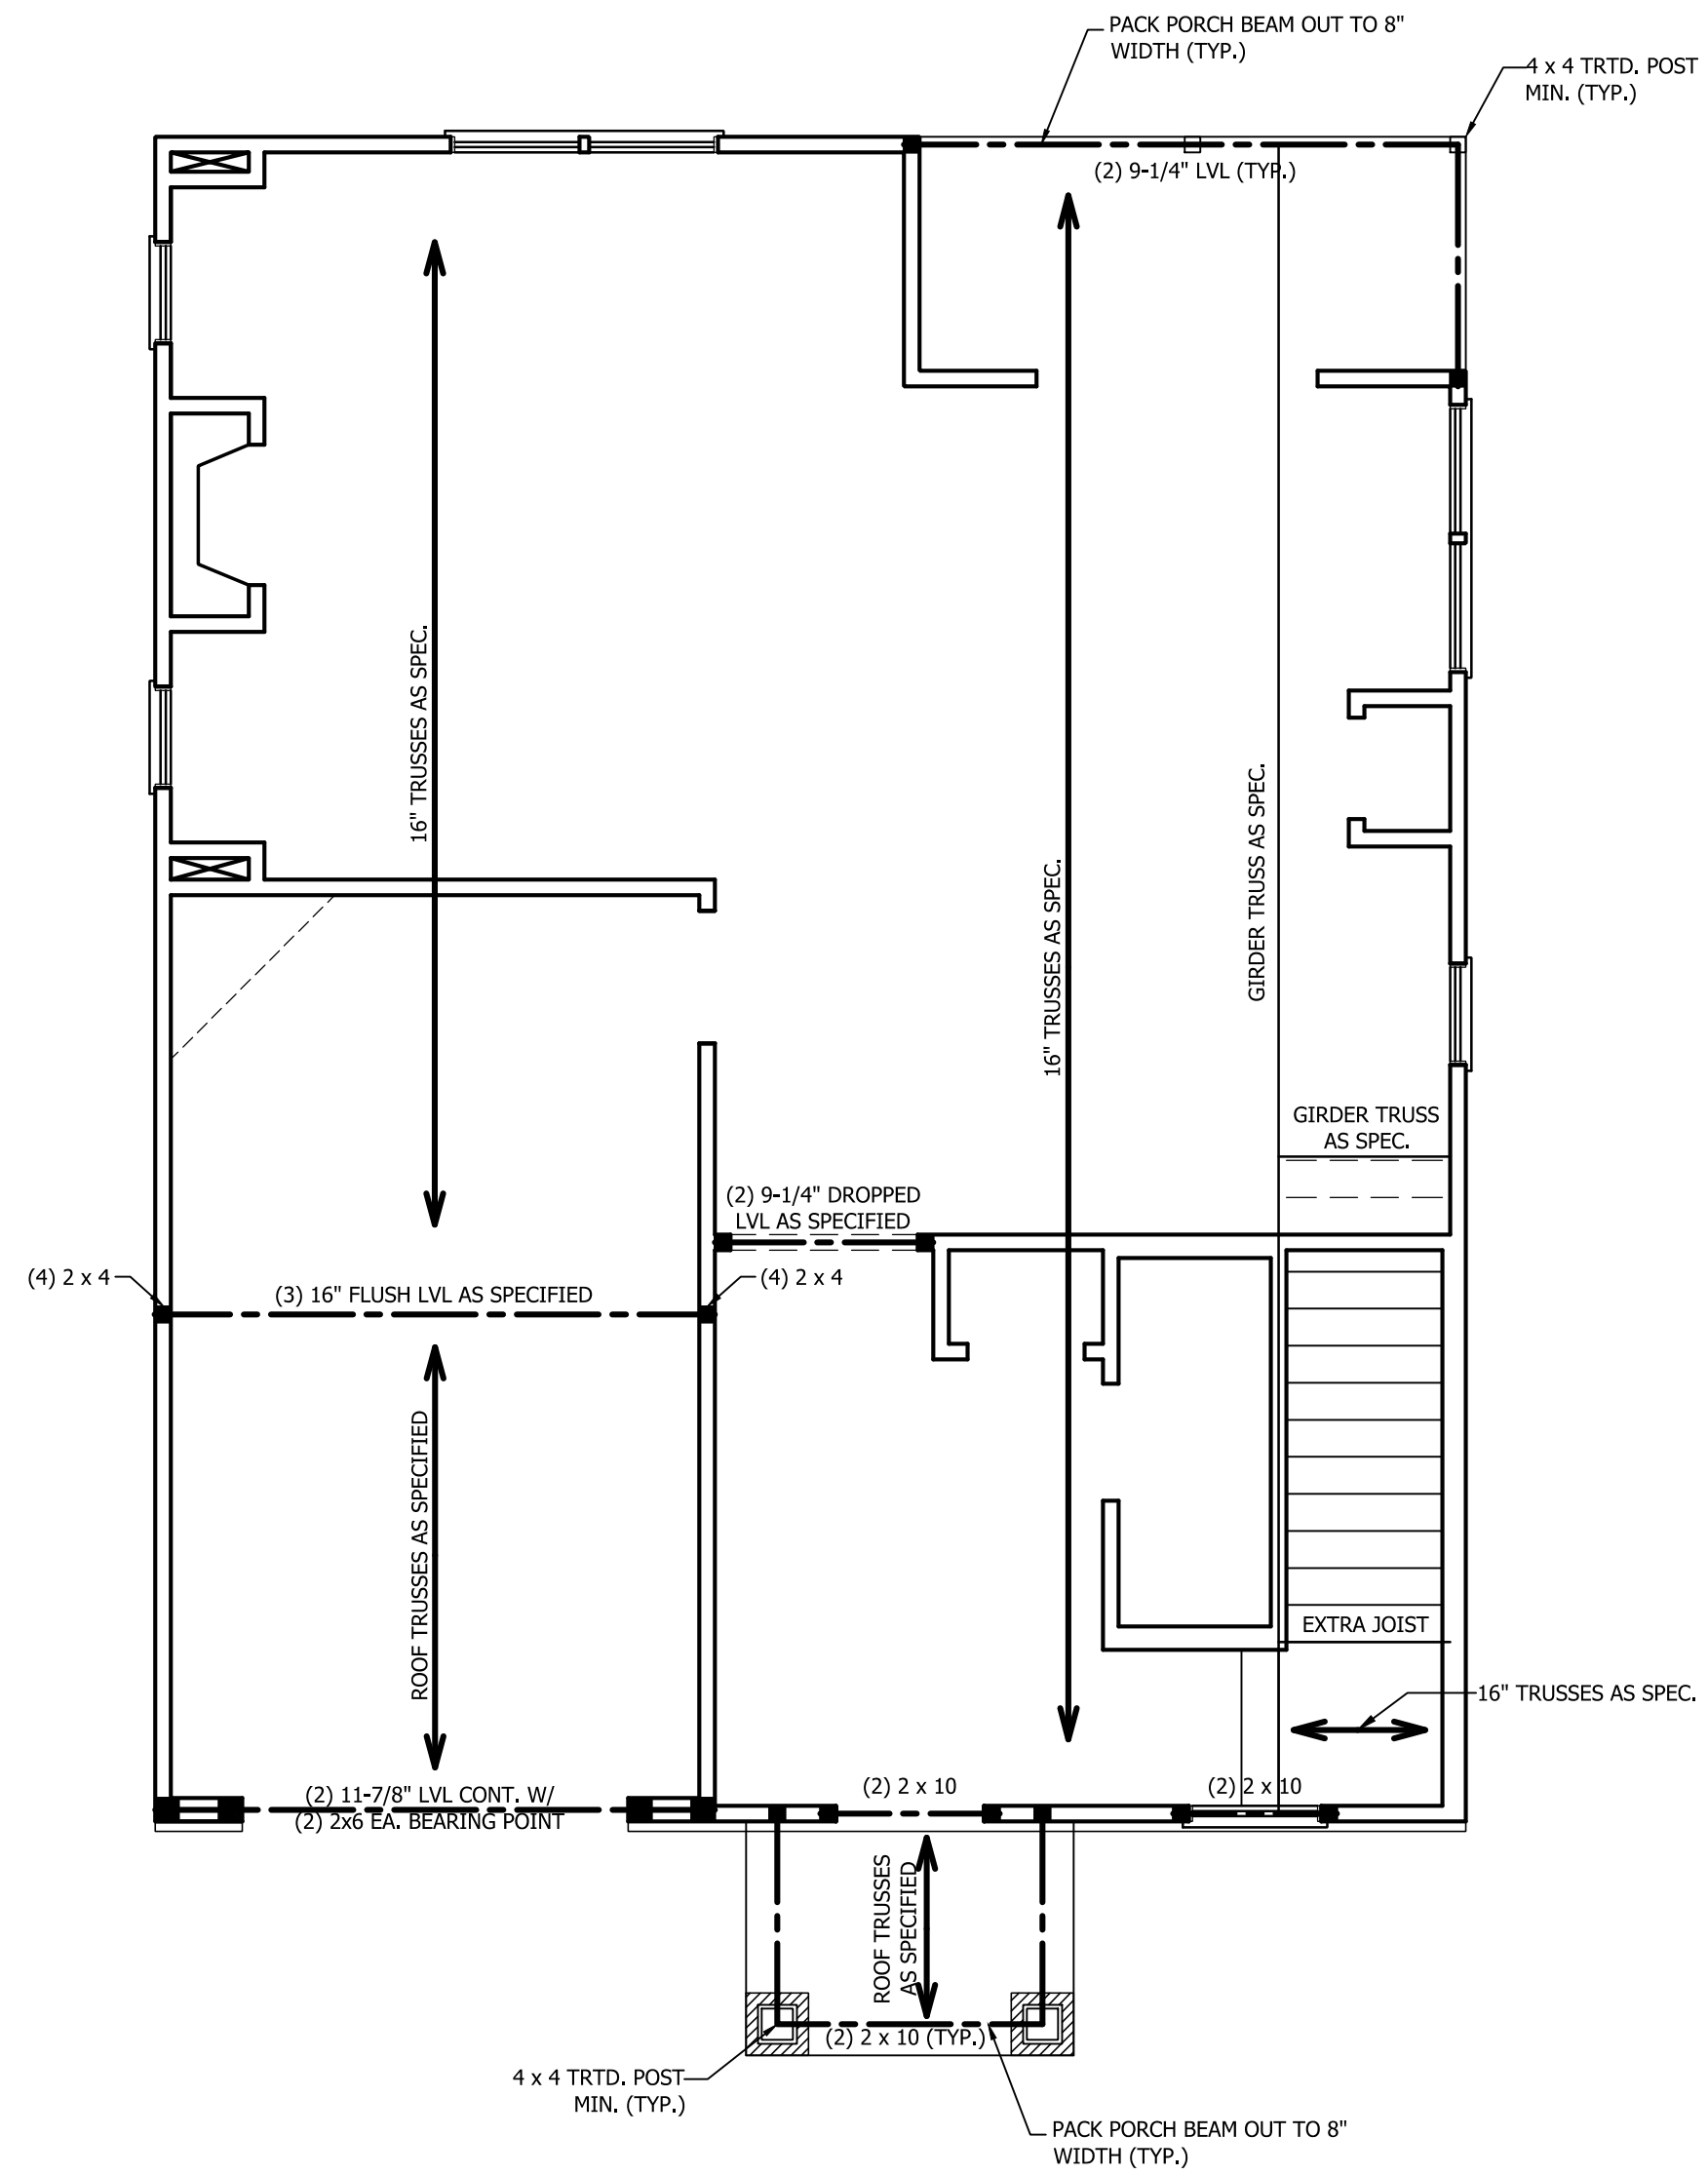 PACK PORCH BEAM OUT TO 8"
WIDTH (TYP.)
4 x 4 TRTD. POST
MIN. (TYP.)
(2) 9-1/4" LVL (TYP.)
16" TRUSSES AS SPEC.
16" TRUSSES AS SPEC.
GIRDER TRUSS AS SPEC.
GIRDER TRUSS
AS SPEC.
(2) 9-1/4" DROPPED
LVL AS SPECIFIED
(4) 2 x 4
(3) 16" FLUSH LVL AS SPECIFIED
(4) 2 x 4
ROOF TRUSSES AS SPECIFIED
EXTRA JOIST
16" TRUSSES AS SPEC.
(2) 11-7/8" LVL CONT. W/
(2) 2x6 EA. BEARING POINT
(2) 2 x 10
(2) 2 x 10
ROOF TRUSSES
AS SPECIFIED
(2) 2 x 10 (TYP.)
4 x 4 TRTD. POST
MIN. (TYP.)
PACK PORCH BEAM OUT TO 8"
WIDTH (TYP.)